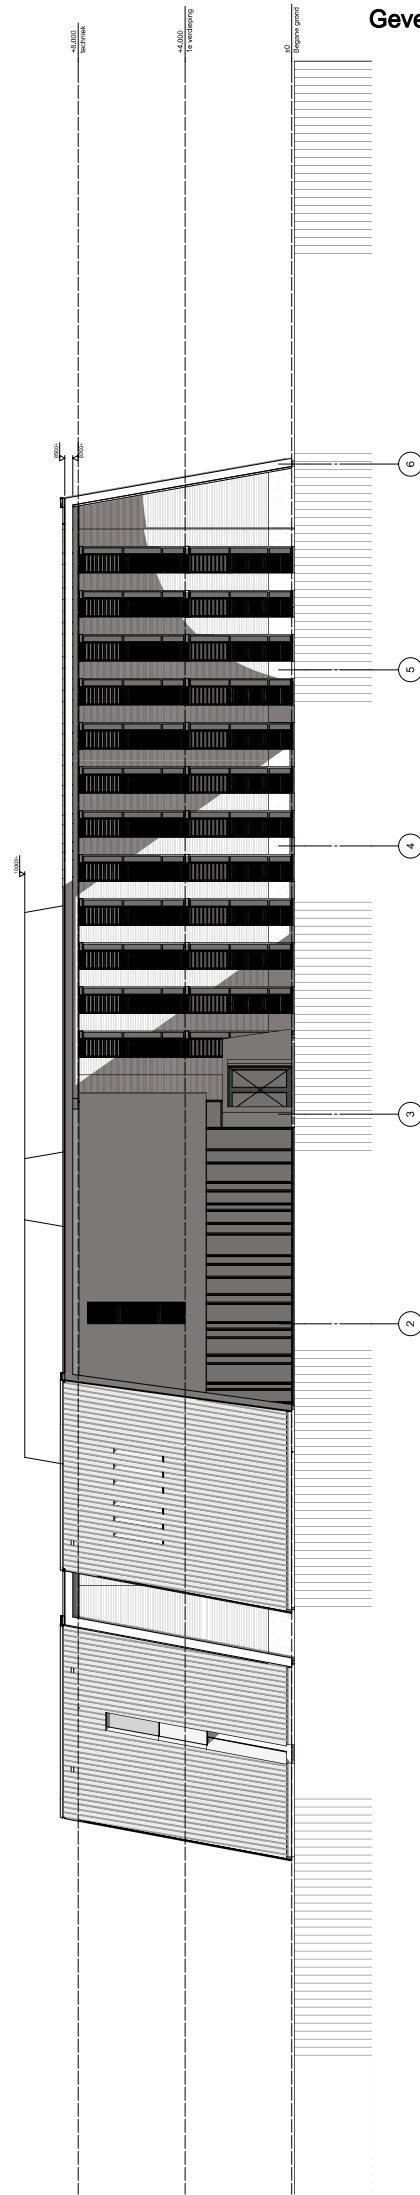 Geve
+8,000
techniek
+4,000
1e verdieping
±0
Begane grond
6
5
4
3
2